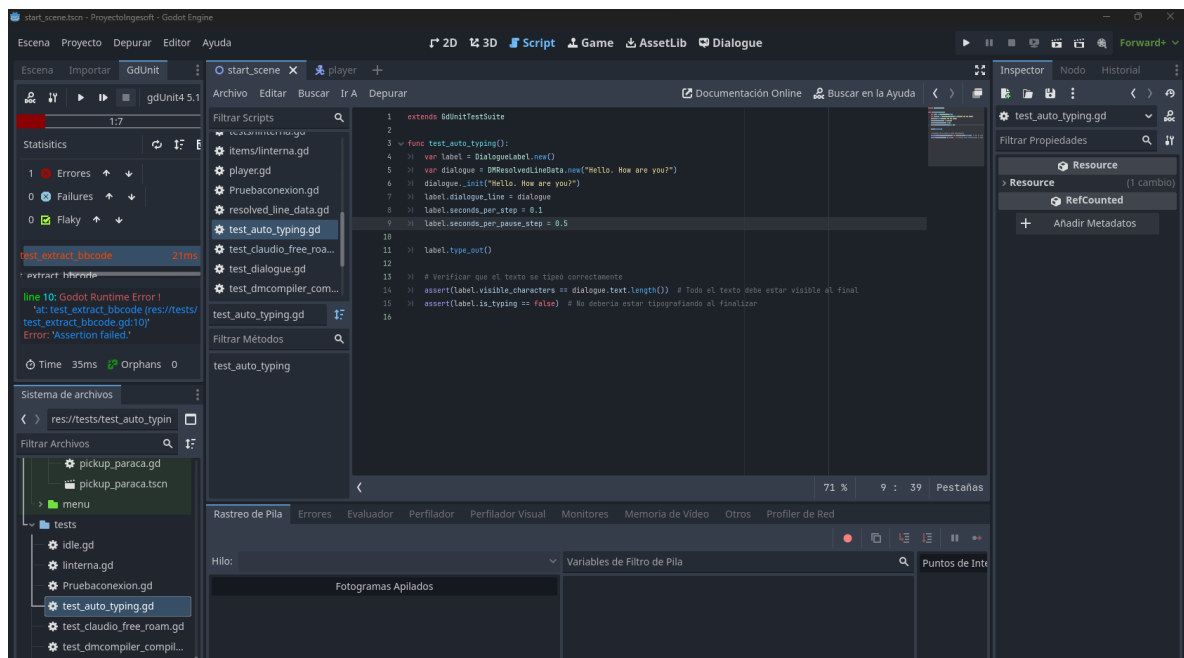 start_scene.tscn - ProyectoIngesoft - Godot Engine
Escena Proyecto Depurar Editor Ayuda
2D 3D Script Game AssetLib Dialogue
Forward+
Escena Importar GdUnit
gdUnit4 5.1
1:7
Statisitics
1 Errores
0 Failures
0 Flaky
test_extract_bbcode 21ms
line 10: Godot Runtime Error !
'at: test_extract_bbcode (res://tests/
test_extract_bbcode.gd:10)'
Error: 'Assertion failed.'
Time 35ms Orphans 0
Sistema de archivos
res://tests/test_auto_typin
Filtrar Archivos
pickup_paraca.gd
pickup_paraca.tscn
menu
tests
idle.gd
linterna.gd
Pruebaconexion.gd
test_auto_typing.gd
test_claudio_free_roam.gd
test_dmcompiler_compil...
start_scene player
Archivo Editar Buscar Ir A Depurar
Documentación Online Buscar en la Ayuda
Filtrar Scripts
items/linterna.gd
player.gd
Pruebaconexion.gd
resolved_line_data.gd
test_auto_typing.gd
test_claudio_free_roa...
test_dialogue.gd
test_dmcompiler_com...
test_auto_typing.gd
Filtrar Métodos
test_auto_typing
1 extends GdUnitTestSuite
2
3 func test_auto_typing():
4 var label = DialogueLabel.new()
5 var dialogue = DMResolvedLineData.new("Hello. How are you?")
6 dialogue._init("Hello. How are you?")
7 label.dialogue_line = dialogue
8 label.seconds_per_step = 0.1
9 label.seconds_per_pause_step = 0.5
10
11 label.type_out()
12
13 # Verificar que el texto se tipeó correctamente
14 assert(label.visible_characters == dialogue.text.length()) # Todo el texto debe estar visible al final
15 assert(label.is_typing == false) # No debería estar tipografiando al finalizar
16
71 % 9 : 39 Pestañas
Rastreo de Pila Errores Evaluador Perfilador Perfilador Visual Monitores Memoria de Vídeo Otros Profiler de Red
Hilo:
Variables de Filtro de Pila
Puntos de Inte
Fotogramas Apilados
Inspector Nodo Historial
test_auto_typing.gd
Filtrar Propiedades
Resource
Resource (1 cambio)
RefCounted
Añadir Metadatos